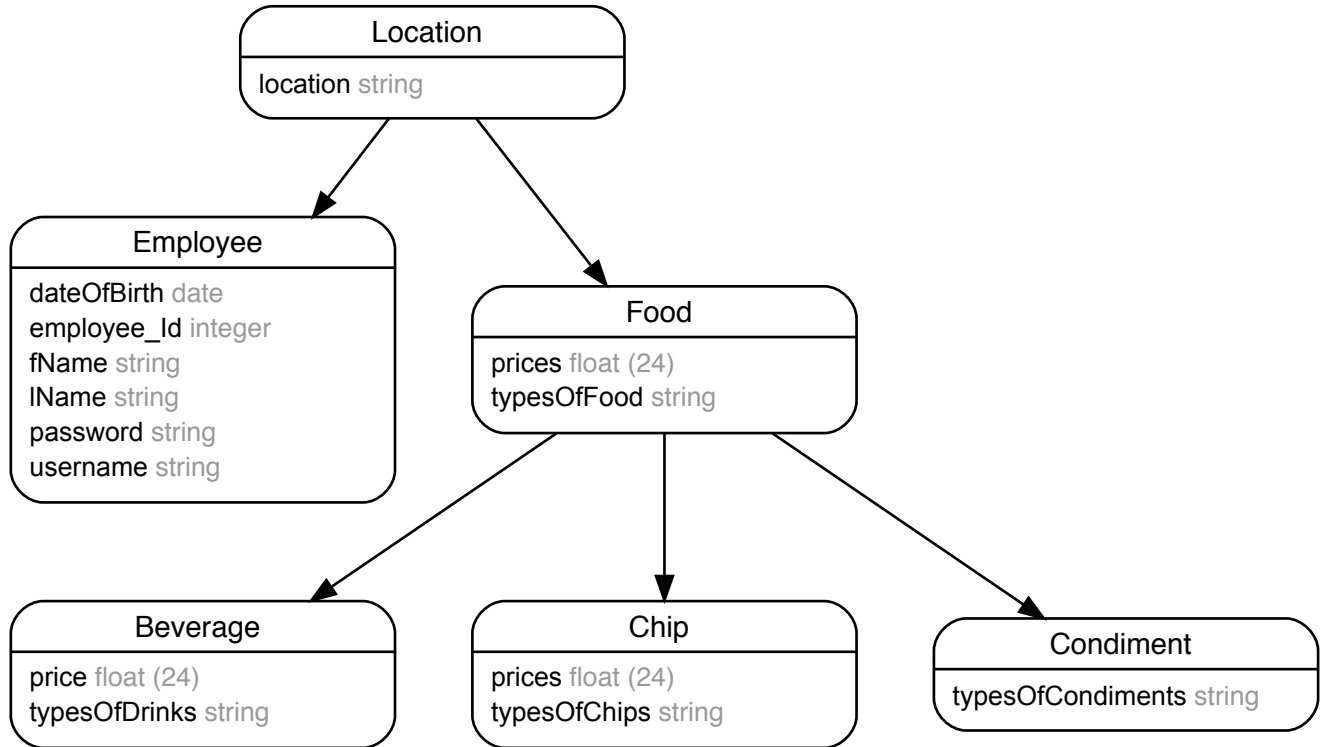 Location
location string
Employee
dateOfBirth date
employee_Id integer
fName string
lName string
password string
username string
Food
prices float (24)
typesOfFood string
Beverage
price float (24)
typesOfDrinks string
Chip
prices float (24)
typesOfChips string
Condiment
typesOfCondiments string